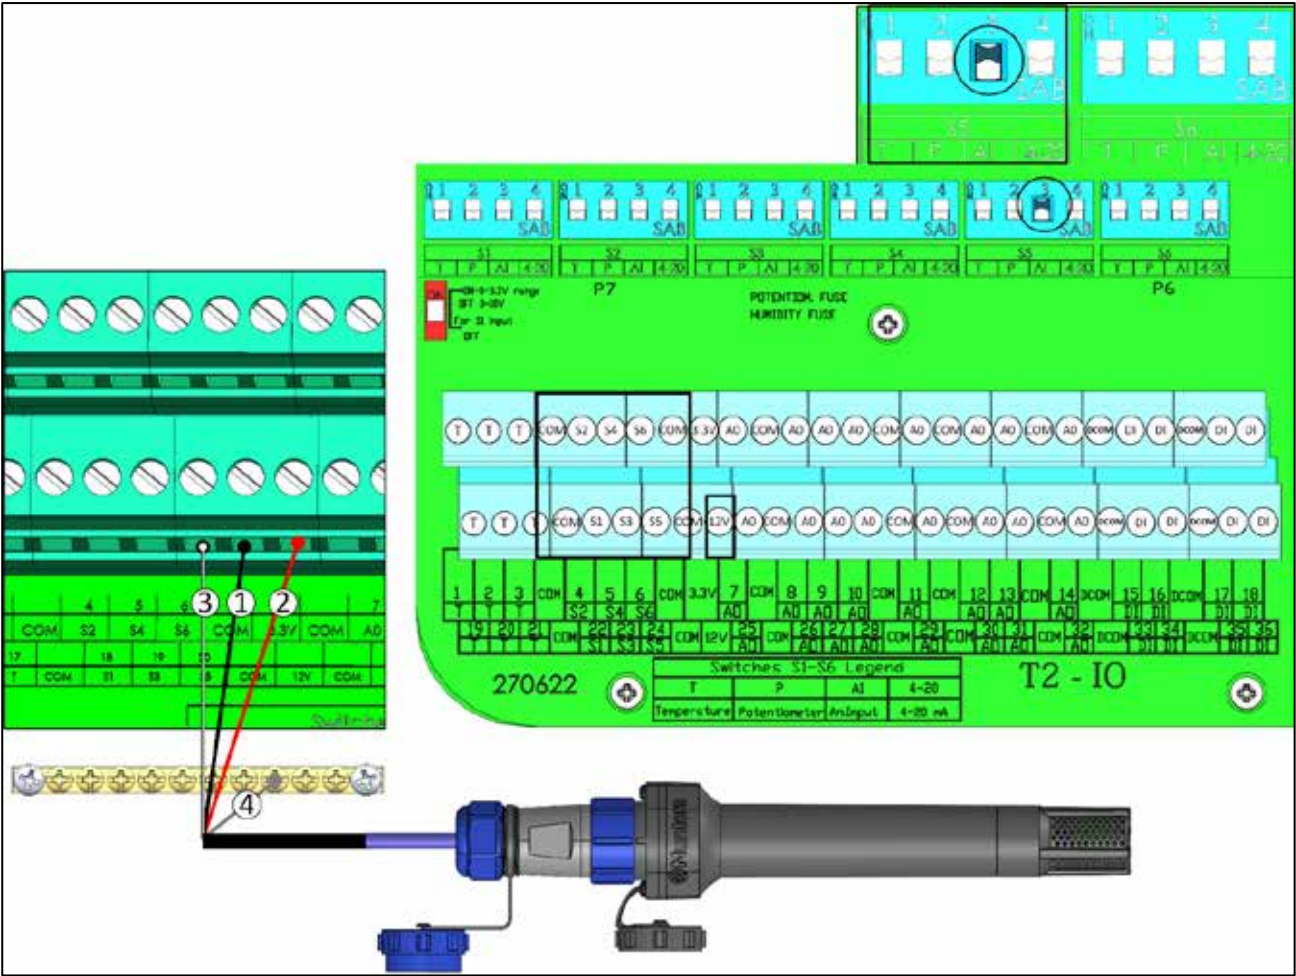 1 2 3 4 1 2 3 4
SAB SAB
S5
T P AI 4-20 T P AI 4-20
1 2 3 4 1 2 3 4 1 2 3 4 1 2 3 4 1 2 3 4 1 2 3 4
SAB SAB SAB SAB SAB SAB
S1 S2 S3 S4 S5 S6
T P AI 4-20 T P AI 4-20 T P AI 4-20 T P AI 4-20 T P AI 4-20 T P AI 4-20
P7 P6
POTENTIOM. FUSE
HUMIDITY FUSE
T T T COM S2 S4 S6 COM 3.3V AO COM AO AO AO COM AO COM AO AO COM AO DCOM DI DI DCOM DI DI
T T T COM S1 S3 S5 COM 12V AO COM AO AO AO COM AO COM AO AO COM AO DCOM DI DI DCOM DI DI
1 2 3 COM 4 5 6 COM 3.3V 7 COM 8 9 10 COM 11 COM 12 13 COM 14 DCOM 15 16 DCOM 17 18
T T T S2 S4 S6 AO AO AO AO AO AO AO AO DI DI DI DI
19 20 21 COM 22 23 24 COM 12V 25 COM 26 27 28 COM 29 COM 30 31 COM 32 DCOM 33 34 DCOM 35 36
S1 S3 S5 AO AO AO AO AO AO AO AO DI DI DI DI
Switches S1-S6 Legend
T P AI 4-20
Temperature Potentiometer AnInput 4-20 mA
270622
T2 - IO
3 1 2
4 5 6 7
COM S2 S4 S6 COM 3.3V COM AO
17 18 19
T COM S1 S3 S5 COM 12V COM
4
Munters